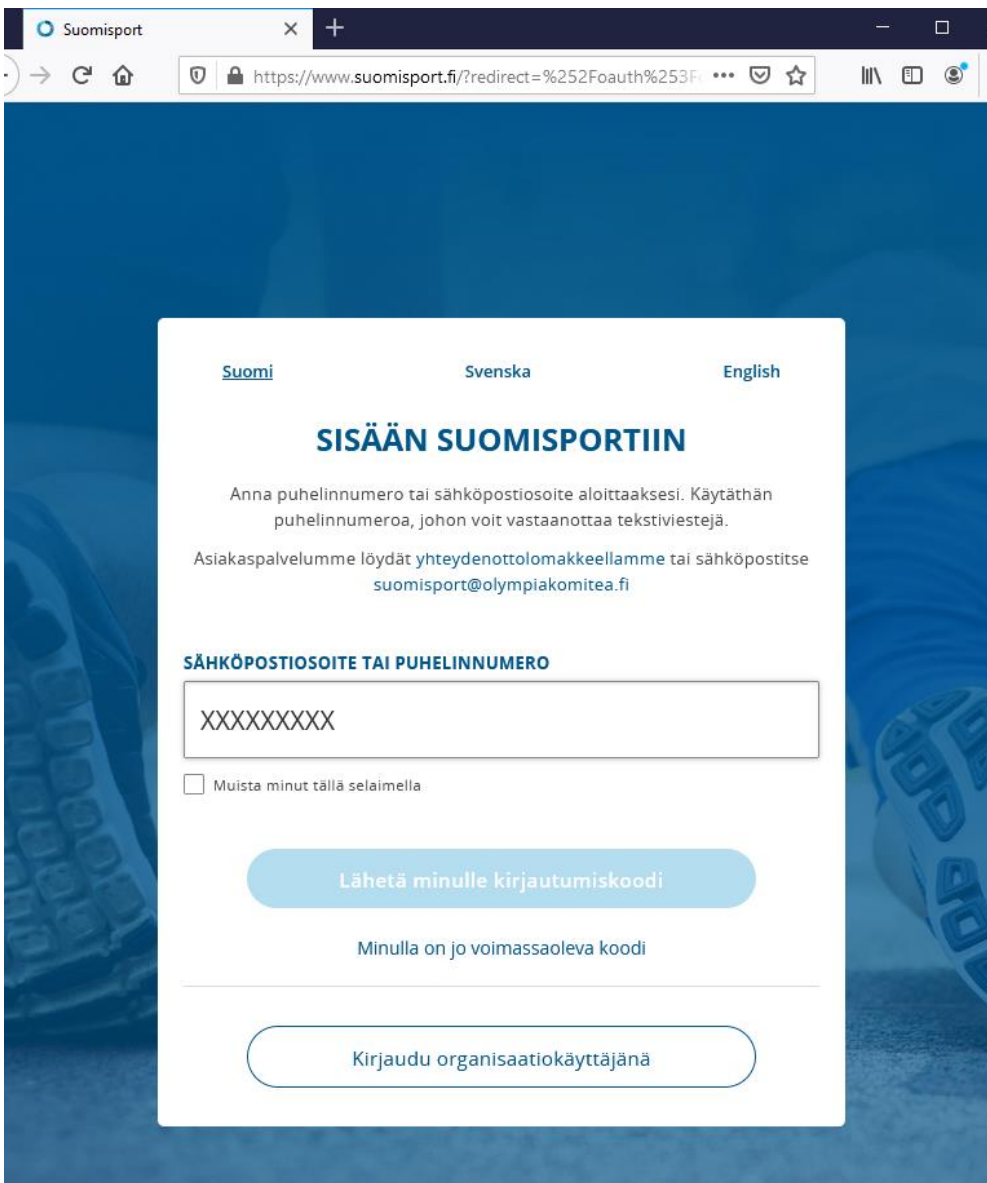 Suomisport
https://www.suomisport.fi/?redirect=%252Foauth%253F
Suomi Svenska English
SISÄÄN SUOMISPORTIIN
Anna puhelinnumero tai sähköpostiosoite aloittaaksesi. Käytäthän
puhelinnumeroa, johon voit vastaanottaa tekstiviestejä.
Asiakaspalvelumme löydät yhteydenottolomakkeellamme tai sähköpostitse
suomisport@olympiakomitea.fi
SÄHKÖPOSTIOSOITE TAI PUHELINNUMERO
XXXXXXXXX
Muista minut tällä selaimella
Lähetä minulle kirjautumiskoodi
Minulla on jo voimassaoleva koodi
Kirjaudu organisaatiokäyttäjänä